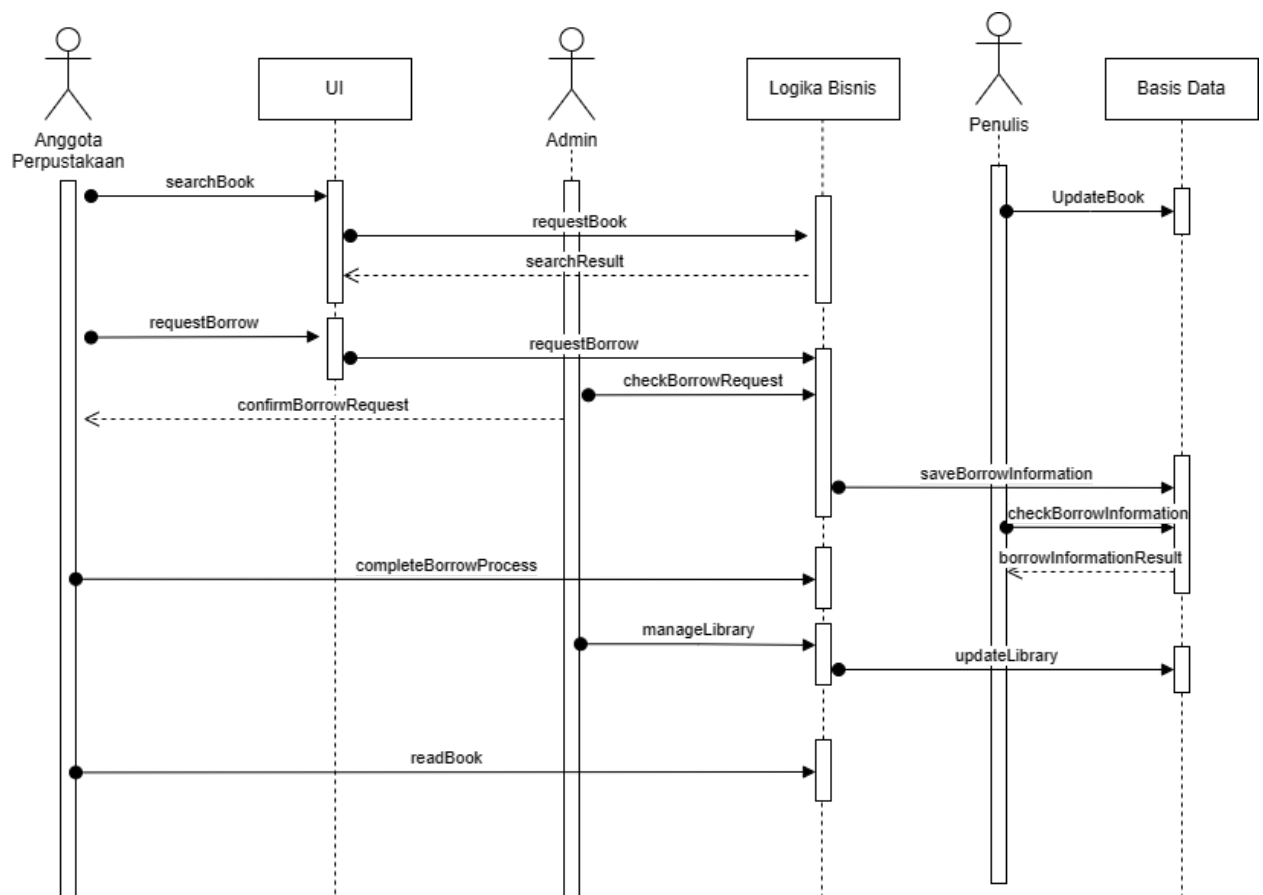 UI
Logika Bisnis
Basis Data
Penulis
Anggota
Perpustakaan
Admin
searchBook
UpdateBook
requestBook
searchResult
requestBorrow
requestBorrow
checkBorrowRequest
confirmBorrowRequest
saveBorrowInformation
checkBorrowInformation
borrowInformationResult
completeBorrowProcess
manageLibrary
updateLibrary
readBook